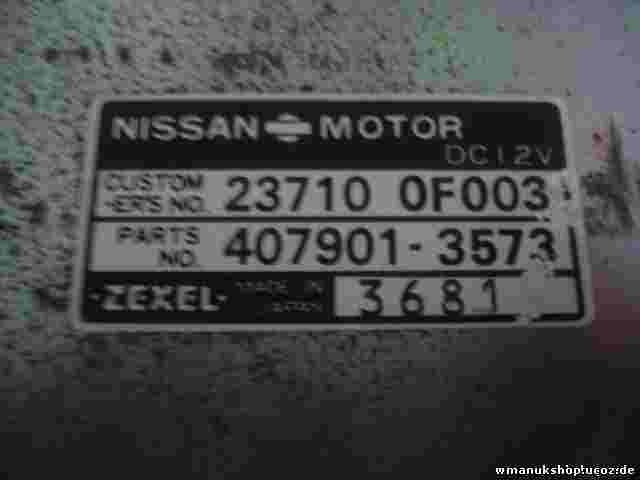 NISSAN MOTOR
DC12V
CUSTOM
-ER'S NO. 23710 0F003
PARTS
NO. 407901-3573
-ZEXEL- MADE IN
JAPAN 3681
wmanukshop.ucoz.de